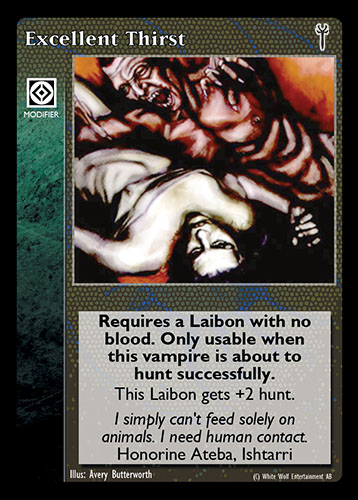 Excellent Thirst
MODIFIER
Requires a Laibon with no
blood. Only usable when
this vampire is about to
hunt successfully.
This Laibon gets +2 hunt.
I simply can't feed solely on
animals. I need human contact.
Honorine Ateba, Ishtarri
Illus: Avery Butterworth
(C) White Wolf Entertainment AB